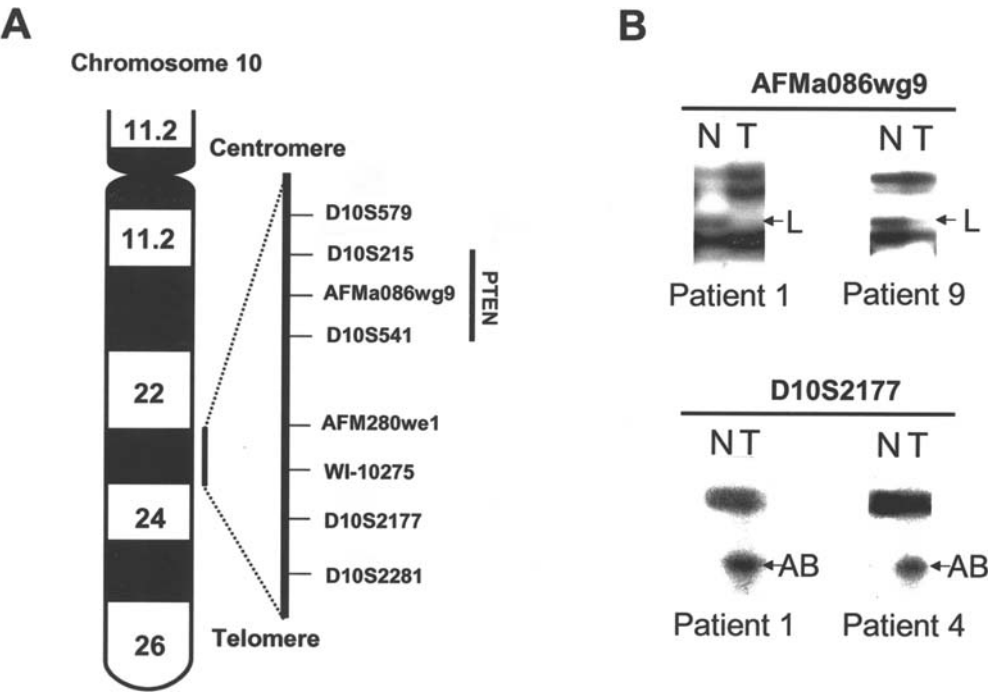 A
Chromosome 10
11.2
11.2
22
24
26
Centromere
D10S579
D10S215
AFMa086wg9
D10S541
PTEN
AFM280we1
WI-10275
D10S2177
D10S2281
Telomere
B
AFMa086wg9
N T
N T
L
L
Patient 1
Patient 9
D10S2177
N T
N T
AB
AB
Patient 1
Patient 4